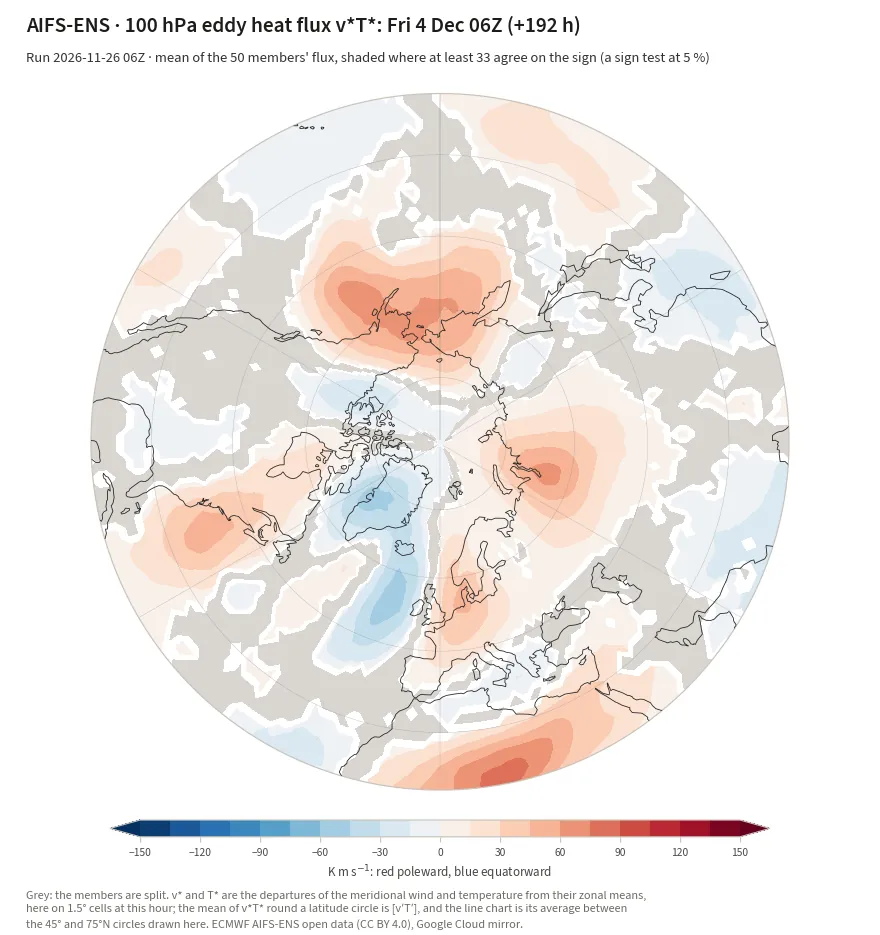 AIFS-ENS · 100 hPa eddy heat flux v*T*: Fri 4 Dec 06Z (+192 h)
Run 2026-11-26 06Z · mean of the 50 members' flux, shaded where at least 33 agree on the sign (a sign test at 5 %)
−150 −120 −90 −60 −30 0 30 60 90 120 150
K m s⁻¹: red poleward, blue equatorward
Grey: the members are split. v* and T* are the departures of the meridional wind and temperature from their zonal means,
here on 1.5° cells at this hour; the mean of v*T* round a latitude circle is [v′T′], and the line chart is its average between
the 45° and 75°N circles drawn here. ECMWF AIFS-ENS open data (CC BY 4.0), Google Cloud mirror.